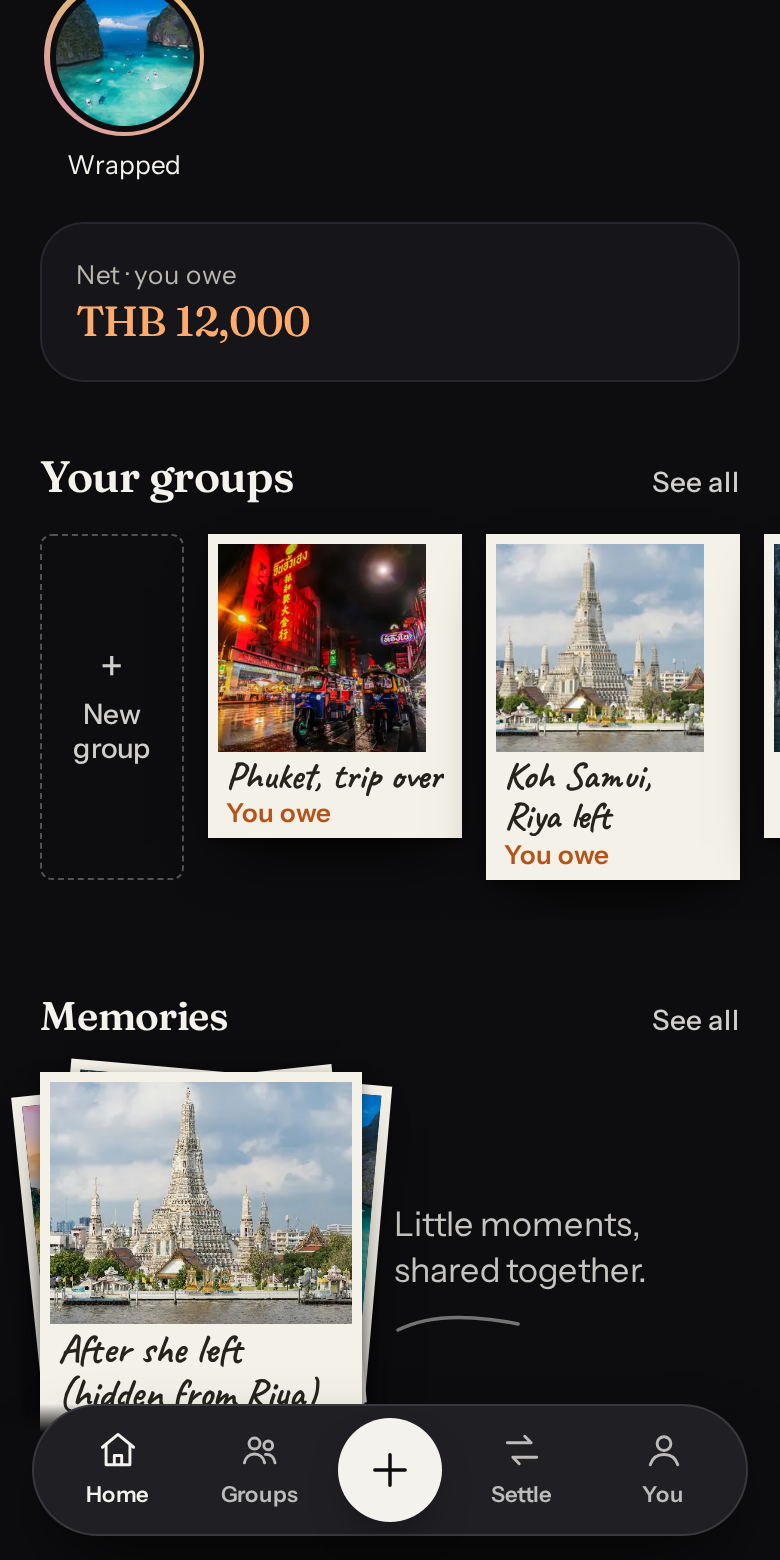 Wrapped
Net · you owe
THB 12,000
Your groups
See all
+
New
group
Phuket, trip over
You owe
Koh Samui,
Riya left
You owe
Memories
See all
Little moments,
shared together.
After she left
(hidden from Riya)
Home
Groups
+
Settle
You